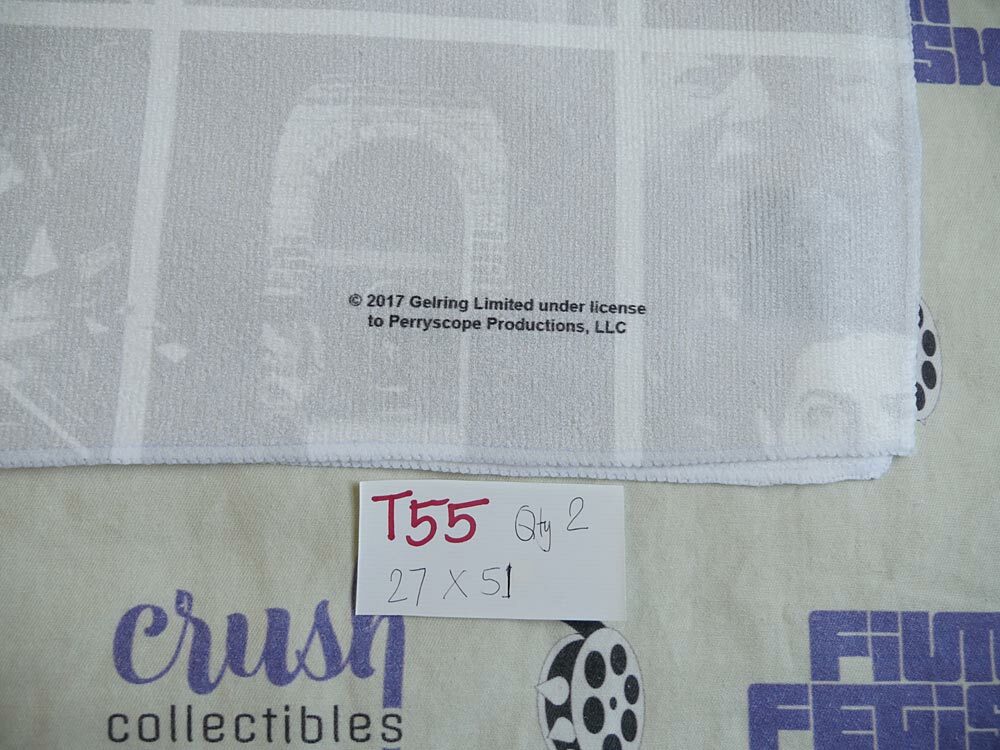 © 2017 Gelring Limited under license
to Perryscope Productions, LLC
T55 Qty 2
27 X 51
crush
collectibles